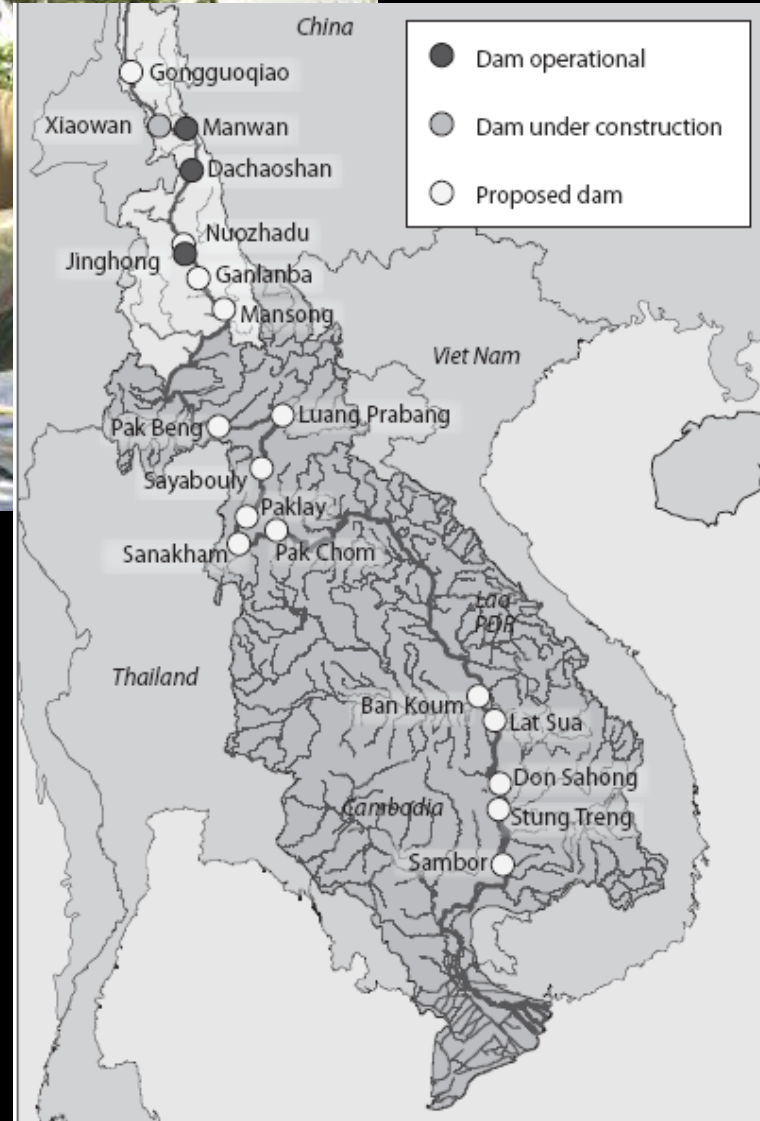 China
Dam operational
Dam under construction
Proposed dam
Gongguoqiao
Xiaowan
Manwan
Dachaoshan
Nuozhadu
Jinghong
Ganlanba
Mansong
Viet Nam
Luang Prabang
Pak Beng
Sayabouly
Paklay
Sanakham
Pak Chom
Lao
PDR
Thailand
Ban Koum
Lat Sua
Don Sahong
Cambodia
Stung Treng
Sambor